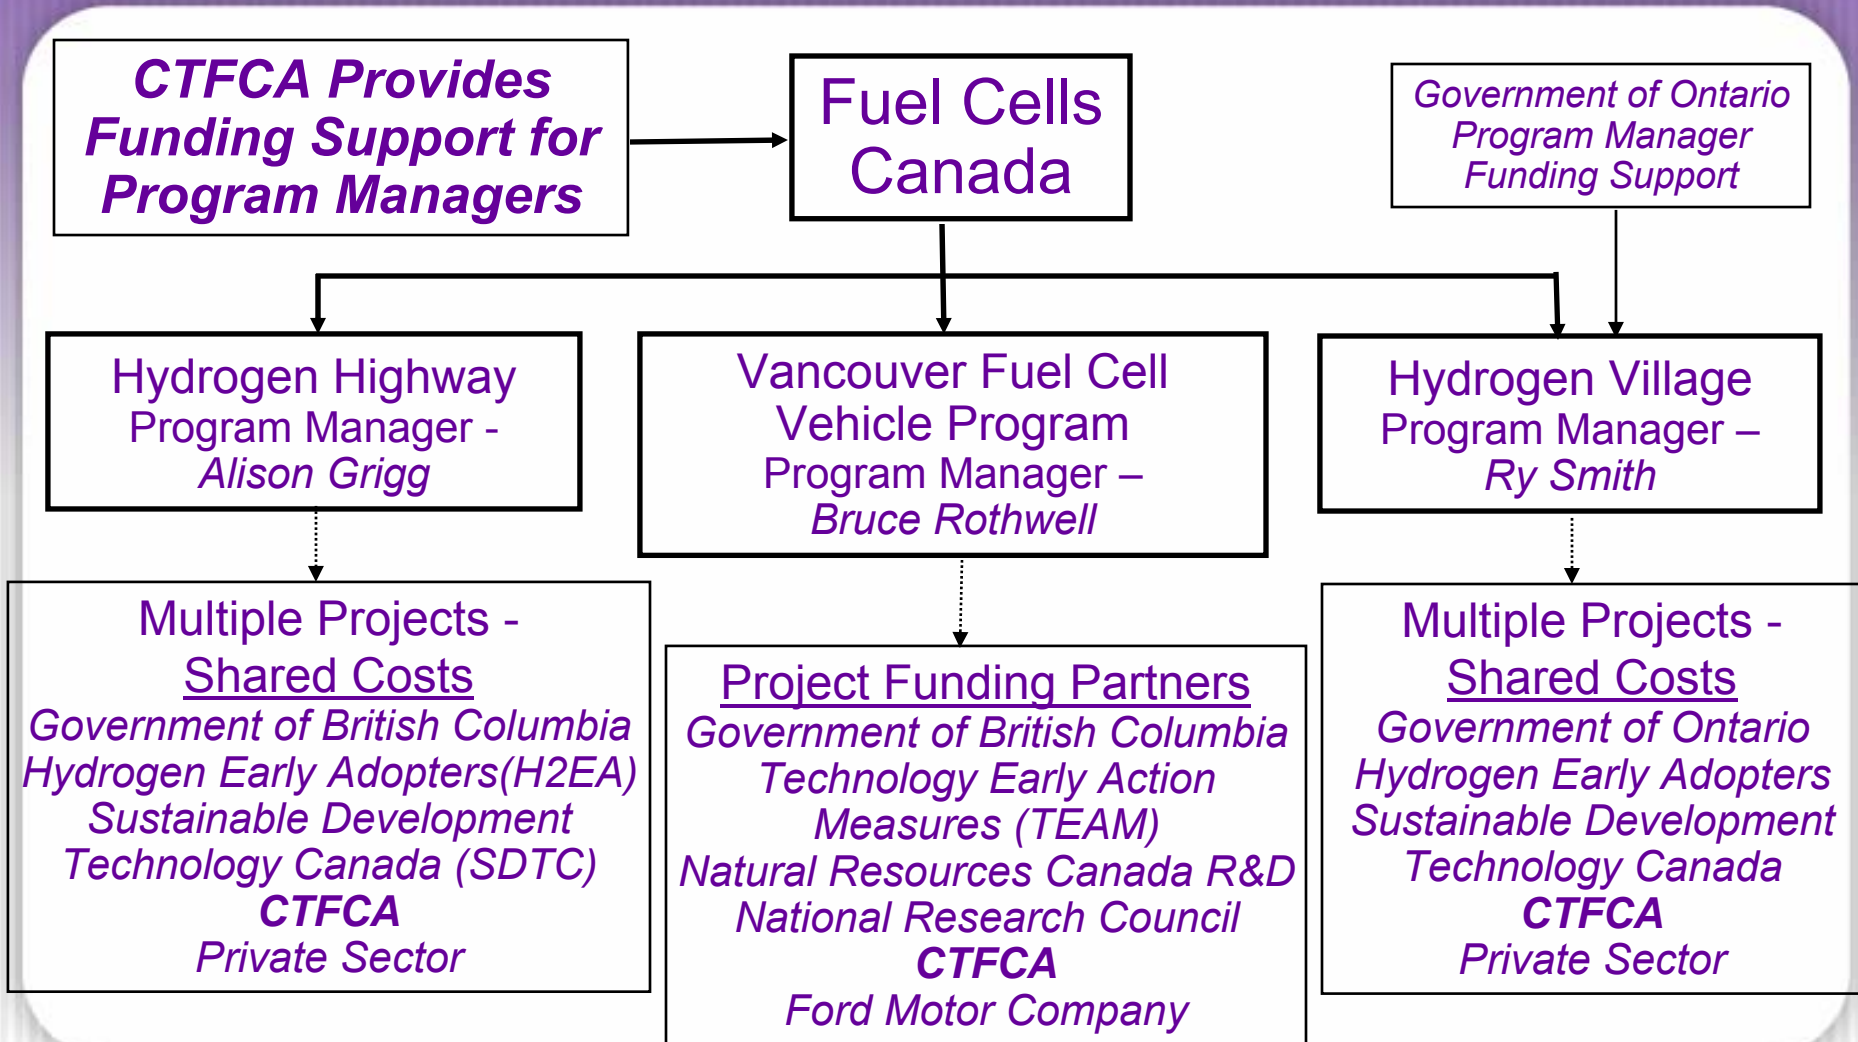 CTFCA Provides
Funding Support for
Program Managers
Fuel Cells
Canada
Government of Ontario
Program Manager
Funding Support
Hydrogen Highway
Program Manager -
Alison Grigg
Vancouver Fuel Cell
Vehicle Program
Program Manager –
Bruce Rothwell
Hydrogen Village
Program Manager –
Ry Smith
Multiple Projects -
Shared Costs
Government of British Columbia
Hydrogen Early Adopters(H2EA)
Sustainable Development
Technology Canada (SDTC)
CTFCA
Private Sector
Project Funding Partners
Government of British Columbia
Technology Early Action
Measures (TEAM)
Natural Resources Canada R&D
National Research Council
CTFCA
Ford Motor Company
Multiple Projects -
Shared Costs
Government of Ontario
Hydrogen Early Adopters
Sustainable Development
Technology Canada
CTFCA
Private Sector